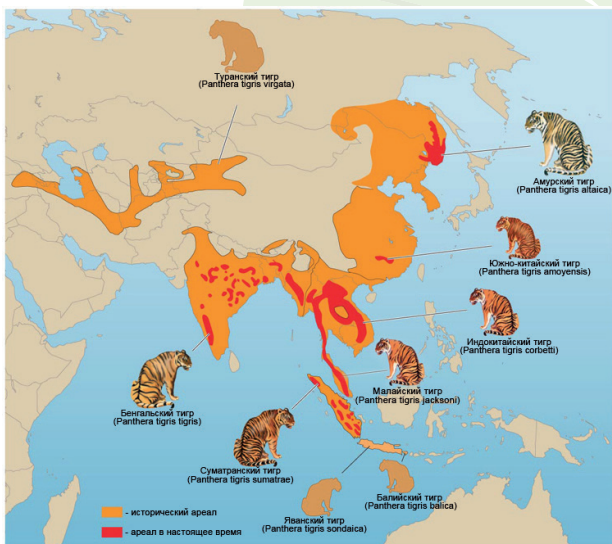 Туранский тигр
(Panthera tigris virgata)
Амурский тигр
(Panthera tigris altaica)
Южно-китайский тигр
(Panthera tigris amoyensis)
Индокитайский тигр
(Panthera tigris corbetti)
Малайский тигр
(Panthera tigris jacksoni)
Бенгальский тигр
(Panthera tigris tigris)
Суматранский тигр
(Panthera tigris sumatrae)
Балийский тигр
(Panthera tigris balica)
Яванский тигр
(Panthera tigris sondaica)
- исторический ареал
- ареал в настоящее время